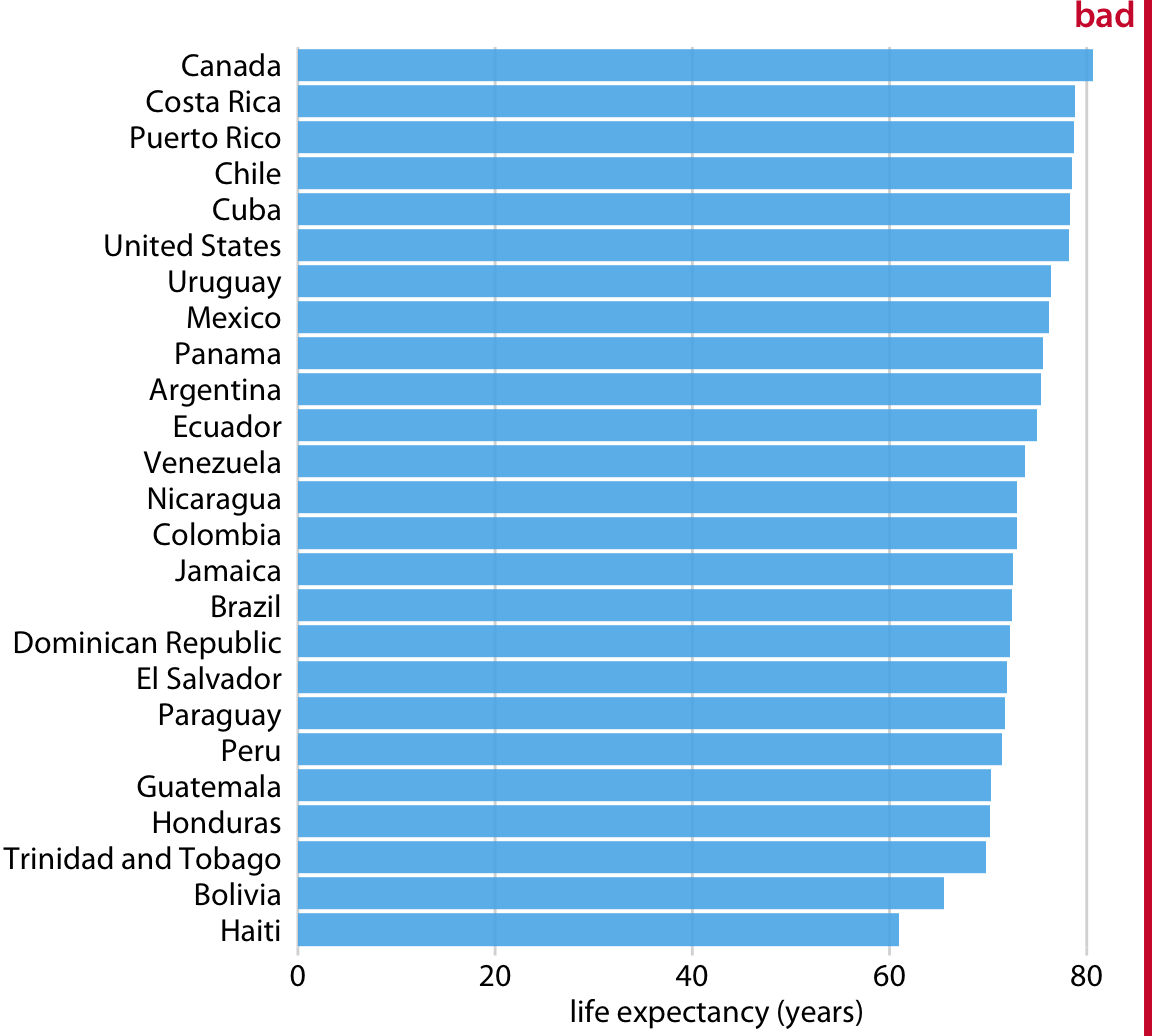 bad
Canada
Costa Rica
Puerto Rico
Chile
Cuba
United States
Uruguay
Mexico
Panama
Argentina
Ecuador
Venezuela
Nicaragua
Colombia
Jamaica
Brazil
Dominican Republic
El Salvador
Paraguay
Peru
Guatemala
Honduras
Trinidad and Tobago
Bolivia
Haiti
0 20 40 60 80
life expectancy (years)